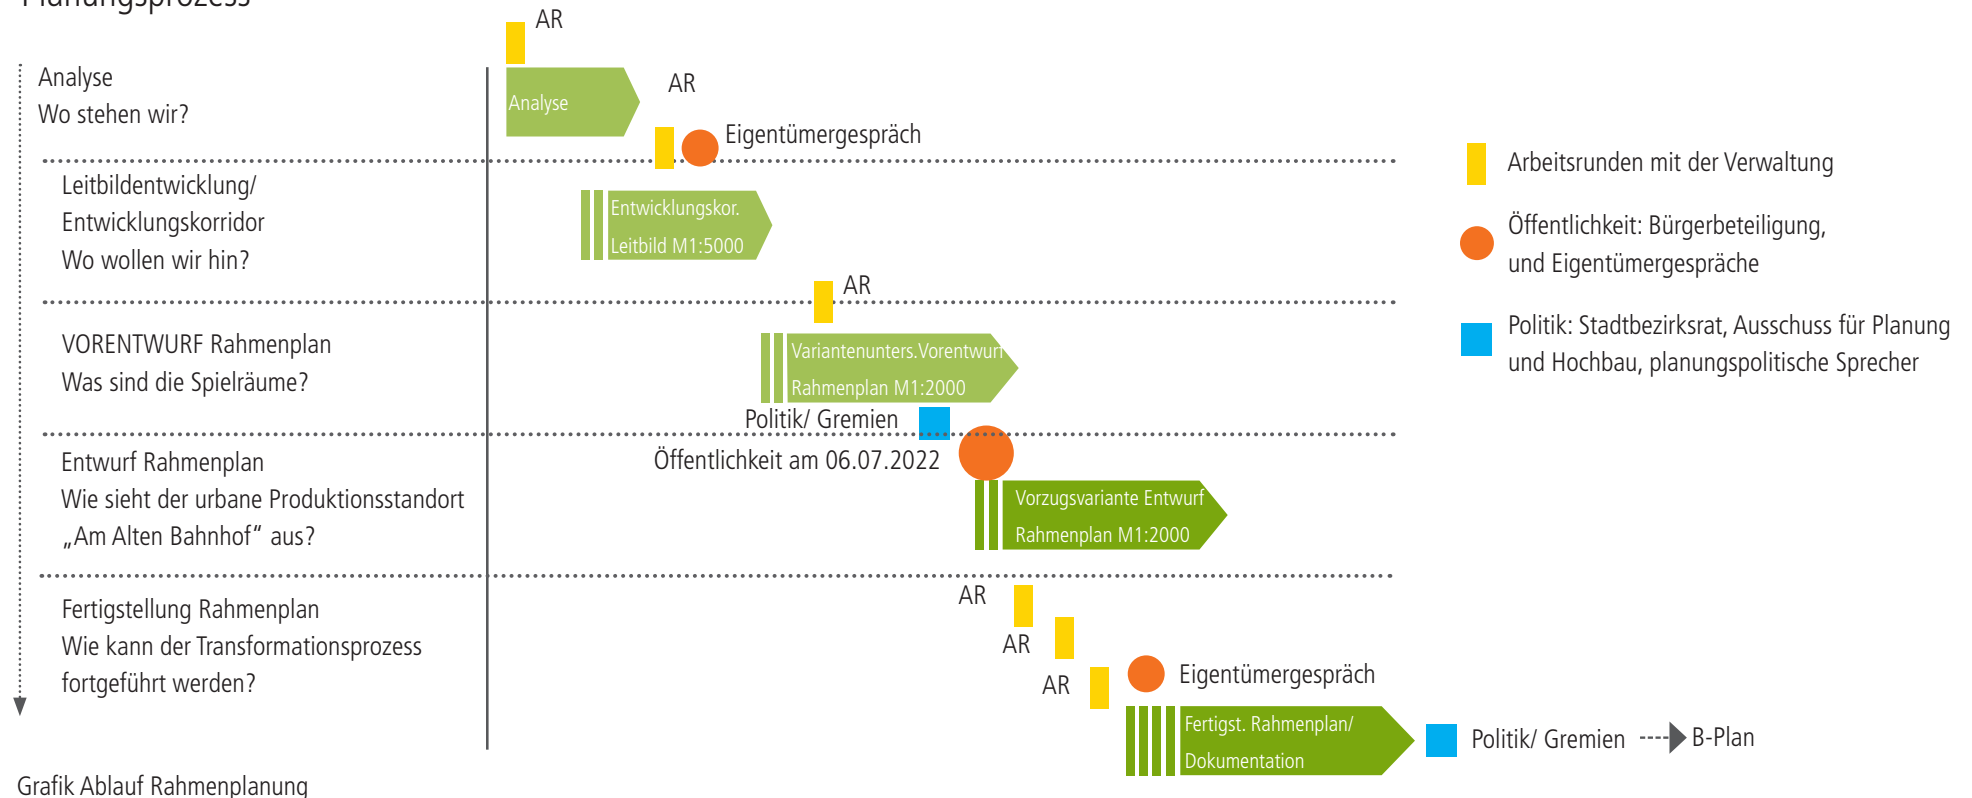 Planungsprozess
AR
Analyse
Wo stehen wir?
Analyse
AR
Eigentümergespräch
Leitbildentwicklung/
Entwicklungskorridor
Wo wollen wir hin?
Entwicklungskor.
Leitbild M1:5000
AR
VORENTWURF Rahmenplan
Was sind die Spielräume?
Variantenunters.Vorentwurf
Rahmenplan M1:2000
Politik/ Gremien
Öffentlichkeit am 06.07.2022
Entwurf Rahmenplan
Wie sieht der urbane Produktionsstandort
„Am Alten Bahnhof“ aus?
Vorzugsvariante Entwurf
Rahmenplan M1:2000
Fertigstellung Rahmenplan
Wie kann der Transformationsprozess
fortgeführt werden?
AR
AR
AR
Eigentümergespräch
Fertigst. Rahmenplan/
Dokumentation
Politik/ Gremien
B-Plan
Arbeitsrunden mit der Verwaltung
Öffentlichkeit: Bürgerbeteiligung,
und Eigentümergespräche
Politik: Stadtbezirksrat, Ausschuss für Planung
und Hochbau, planungspolitische Sprecher
Grafik Ablauf Rahmenplanung